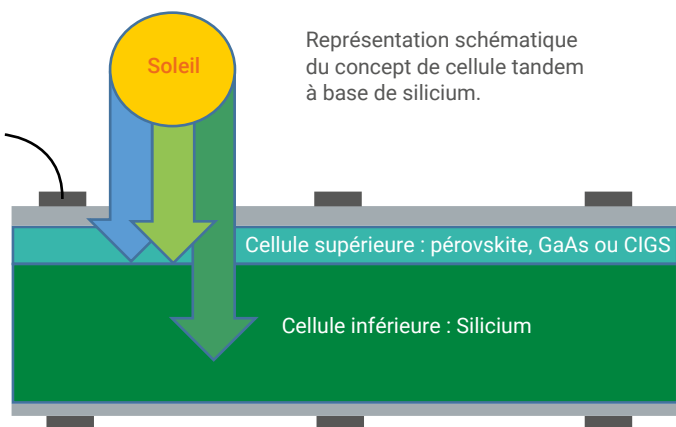 Soleil
Représentation schématique
du concept de cellule tandem
à base de silicium.
Cellule supérieure : pérovskite, GaAs ou CIGS
Cellule inférieure : Silicium